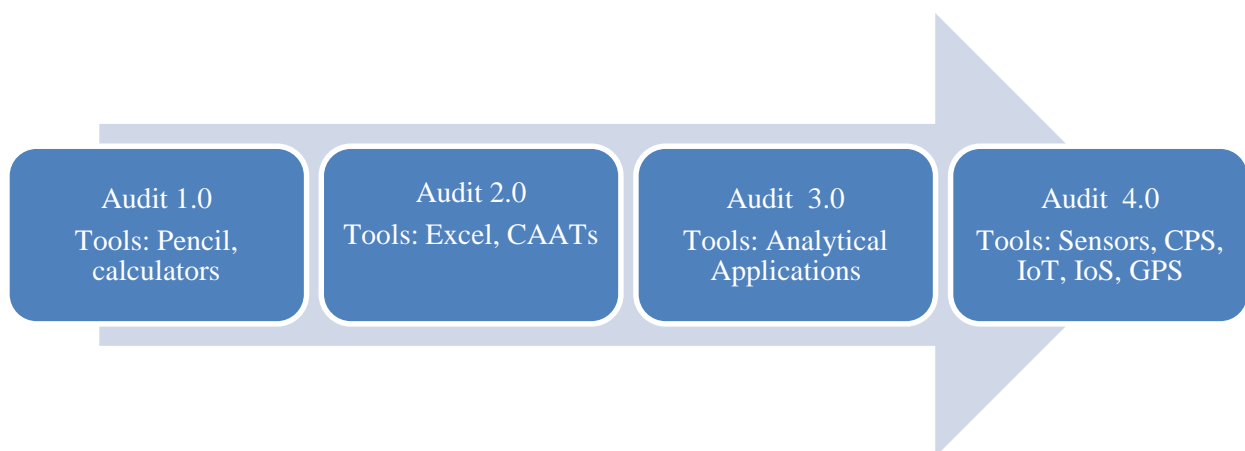 Audit 1.0
Tools: Pencil,
calculators
Audit 2.0
Tools: Excel, CAATs
Audit 3.0
Tools: Analytical
Applications
Audit 4.0
Tools: Sensors, CPS,
IoT, IoS, GPS